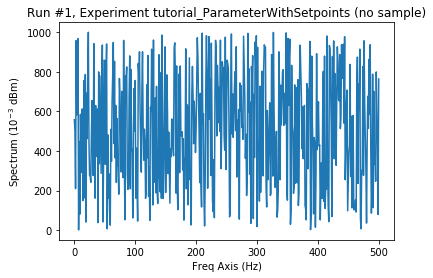 Run #1, Experiment tutorial_ParameterWithSetpoints (no sample)
1000
800
600
400
200
0
Spectrum (10⁻³ dBm)
0 100 200 300 400 500
Freq Axis (Hz)